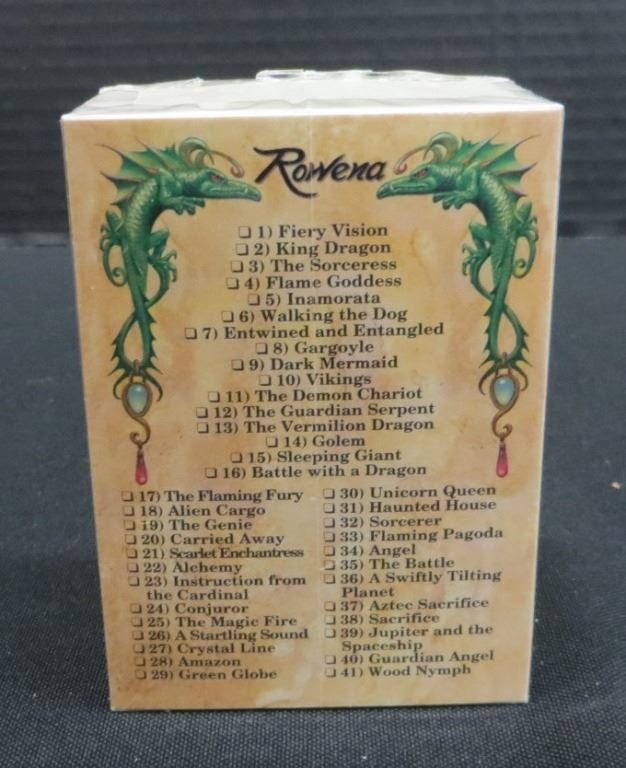 Rowena
❏ 1) Fiery Vision
❏ 2) King Dragon
❏ 3) The Sorceress
❏ 4) Flame Goddess
❏ 5) Inamorata
❏ 6) Walking the Dog
❏ 7) Entwined and Entangled
❏ 8) Gargoyle
❏ 9) Dark Mermaid
❏ 10) Vikings
❏ 11) The Demon Chariot
❏ 12) The Guardian Serpent
❏ 13) The Vermilion Dragon
❏ 14) Golem
❏ 15) Sleeping Giant
❏ 16) Battle with a Dragon
❏ 17) The Flaming Fury
❏ 18) Alien Cargo
❏ 19) The Genie
❏ 20) Carried Away
❏ 21) Scarlet Enchantress
❏ 22) Alchemy
❏ 23) Instruction from
the Cardinal
❏ 24) Conjuror
❏ 25) The Magic Fire
❏ 26) A Startling Sound
❏ 27) Crystal Line
❏ 28) Amazon
❏ 29) Green Globe
❏ 30) Unicorn Queen
❏ 31) Haunted House
❏ 32) Sorcerer
❏ 33) Flaming Pagoda
❏ 34) Angel
❏ 35) The Battle
❏ 36) A Swiftly Tilting
Planet
❏ 37) Aztec Sacrifice
❏ 38) Sacrifice
❏ 39) Jupiter and the
Spaceship
❏ 40) Guardian Angel
❏ 41) Wood Nymph